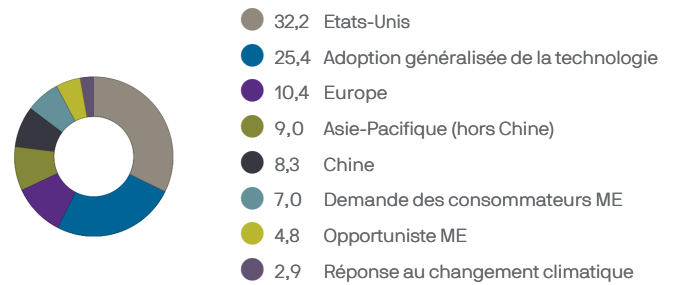 32,2 Etats-Unis
25,4 Adoption généralisée de la technologie
10,4 Europe
9,0 Asie-Pacifique (hors Chine)
8,3 Chine
7,0 Demande des consommateurs ME
4,8 Opportuniste ME
2,9 Réponse au changement climatique